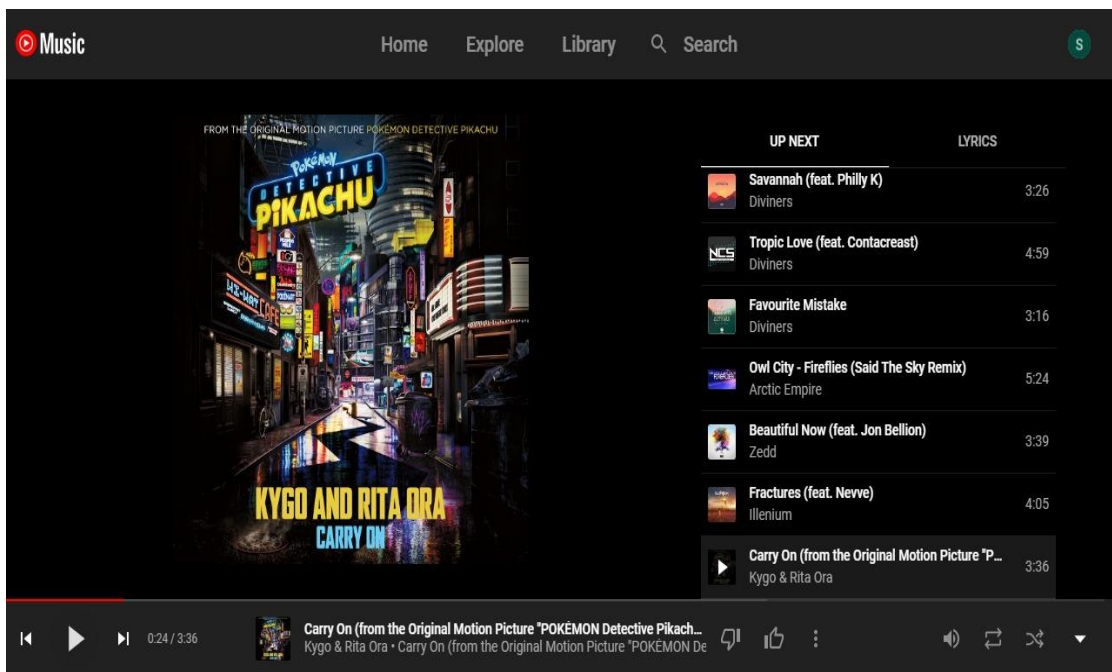 Music
Home Explore Library Search
S
FROM THE ORIGINAL MOTION PICTURE POKÉMON DETECTIVE PIKACHU
POKéMON
DETECTIVE
PIKACHU
HI-HAT CAFE
KYGO AND RITA ORA
CARRY ON
UP NEXT LYRICS
Savannah (feat. Philly K)
Diviners
3:26
Tropic Love (feat. Contacreast)
Diviners
4:59
NCS
Favourite Mistake
Diviners
3:16
Owl City - Fireflies (Said The Sky Remix)
Arctic Empire
5:24
Beautiful Now (feat. Jon Bellion)
Zedd
3:39
Fractures (feat. Nevve)
Illenium
4:05
Carry On (from the Original Motion Picture "P...
Kygo & Rita Ora
3:36
0:24 / 3:36
Carry On (from the Original Motion Picture "POKÉMON Detective Pikach...
Kygo & Rita Ora • Carry On (from the Original Motion Picture "POKÉMON De